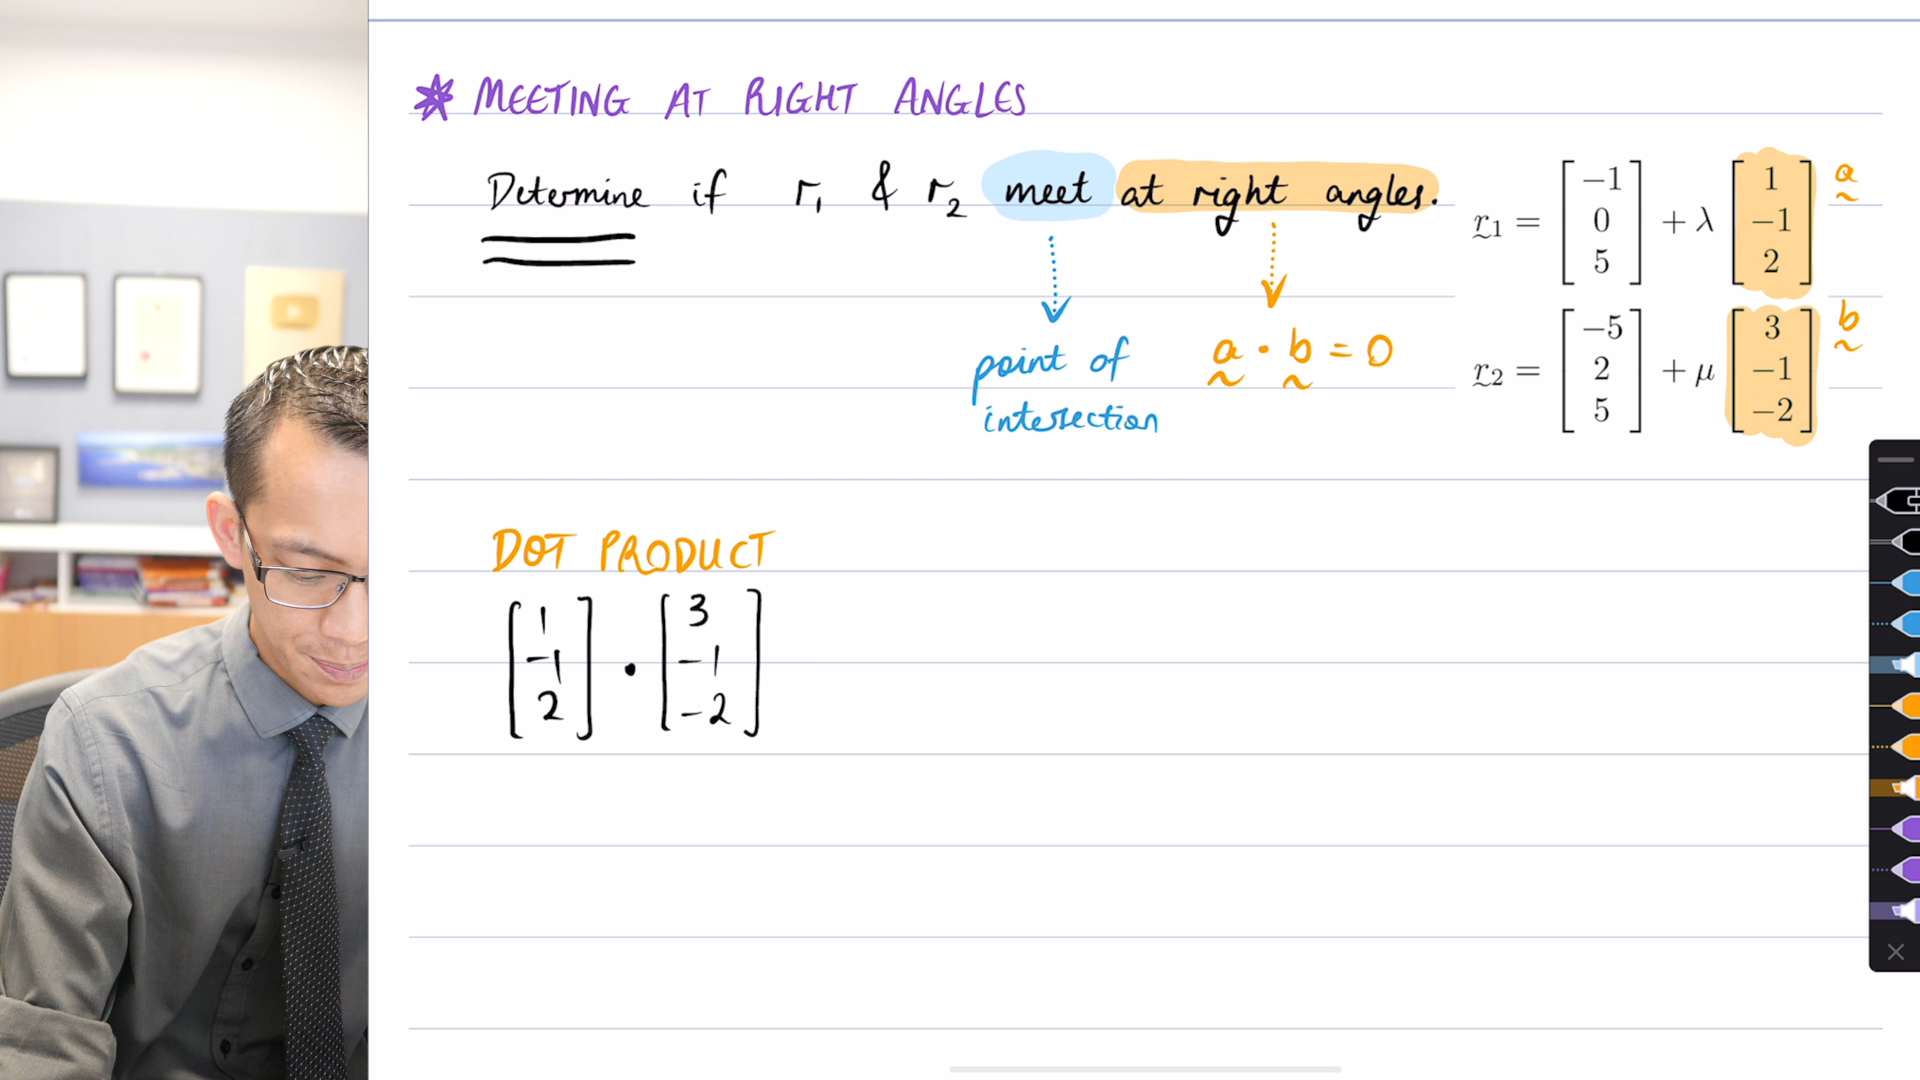 * MEETING AT RIGHT ANGLES
Determine if r₁ & r₂ meet at right angles.
point of
intersection
a · b = 0
r1 = [-1 0 5] + λ [1 -1 2] a
r2 = [-5 2 5] + μ [3 -1 -2] b
DOT PRODUCT
[1 -1 2] · [3 -1 -2]